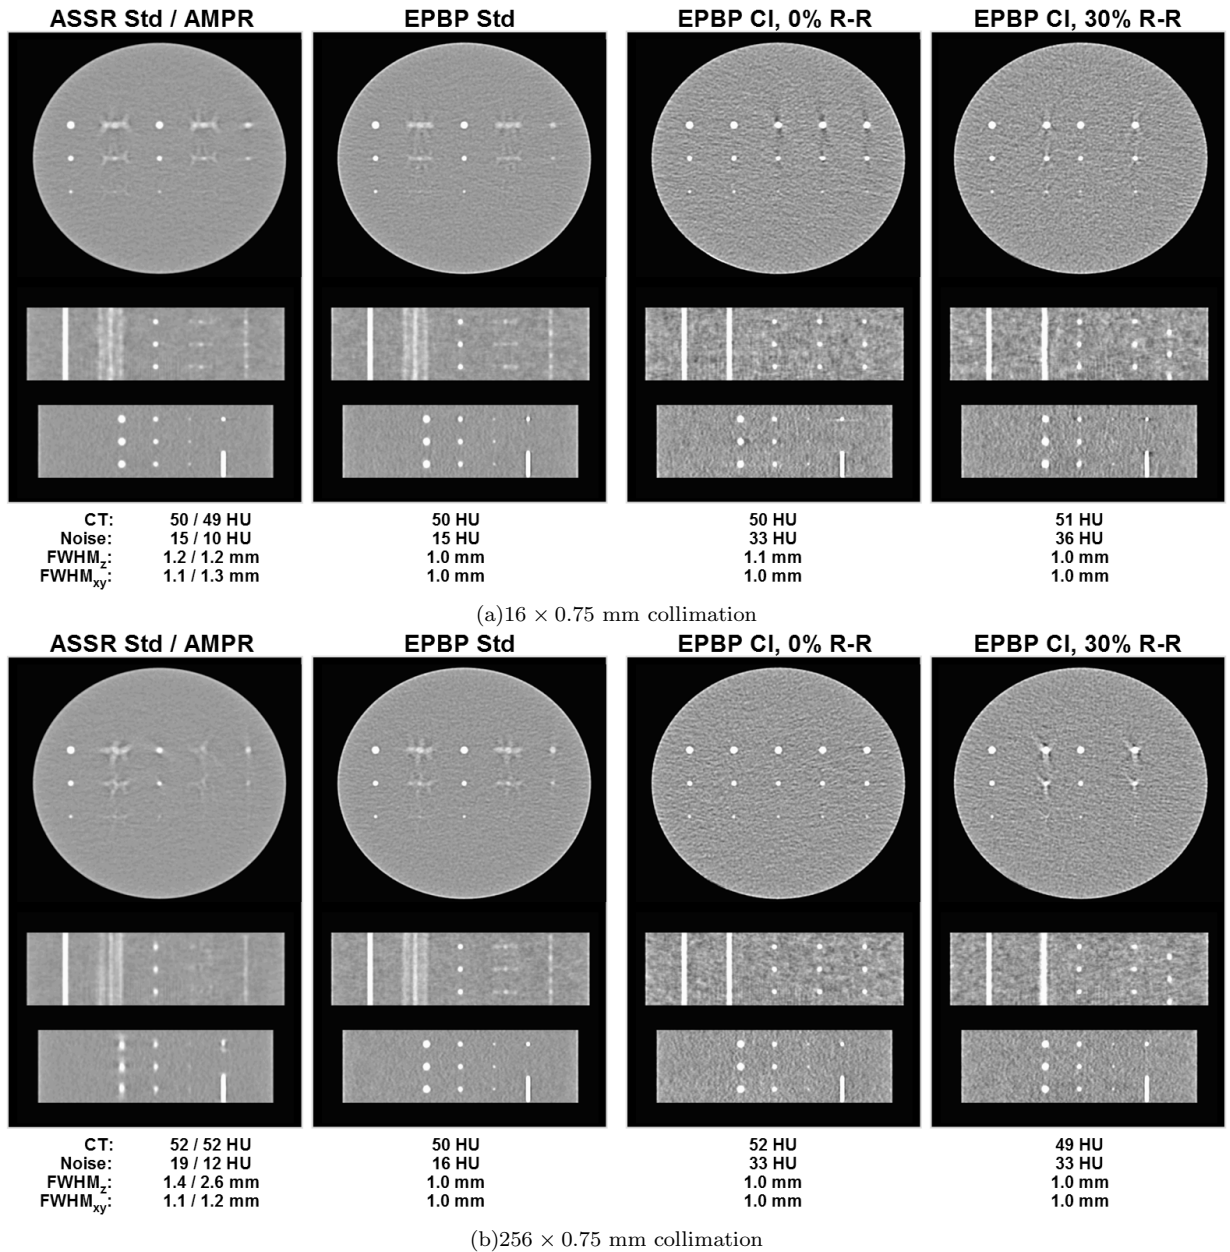 ASSR Std / AMPR EPBP Std EPBP CI, 0% R-R EPBP CI, 30% R-R
CT: 50 / 49 HU 50 HU 50 HU 51 HU
Noise: 15 / 10 HU 15 HU 33 HU 36 HU
FWHMz: 1.2 / 1.2 mm 1.0 mm 1.1 mm 1.0 mm
FWHMxy: 1.1 / 1.3 mm 1.0 mm 1.0 mm 1.0 mm
(a)16 × 0.75 mm collimation
ASSR Std / AMPR EPBP Std EPBP CI, 0% R-R EPBP CI, 30% R-R
CT: 52 / 52 HU 50 HU 52 HU 49 HU
Noise: 19 / 12 HU 16 HU 33 HU 33 HU
FWHMz: 1.4 / 2.6 mm 1.0 mm 1.0 mm 1.0 mm
FWHMxy: 1.1 / 1.2 mm 1.0 mm 1.0 mm 1.0 mm
(b)256 × 0.75 mm collimation